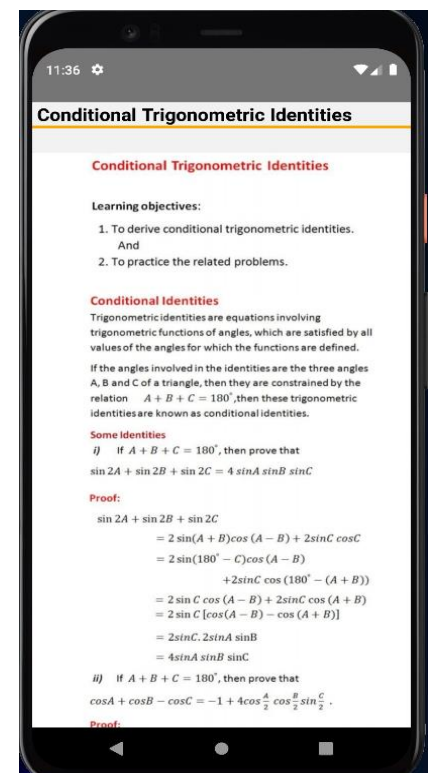 11:36
Conditional Trigonometric Identities
Conditional Trigonometric Identities
Learning objectives:
1. To derive conditional trigonometric identities.
And
2. To practice the related problems.
Conditional Identities
Trigonometric identities are equations involving
trigonometric functions of angles, which are satisfied by all
values of the angles for which the functions are defined.
If the angles involved in the identities are the three angles
A, B and C of a triangle, then they are constrained by the
relation A + B + C = 180°,then these trigonometric
identities are known as conditional identities.
Some Identities
i) If A + B + C = 180°, then prove that
sin 2A + sin 2B + sin 2C = 4 sinA sinB sinC
Proof:
sin 2A + sin 2B + sin 2C
= 2 sin(A + B)cos (A − B) + 2sinC cosC
= 2 sin(180° − C)cos (A − B)
+2sinC cos (180° − (A + B))
= 2 sin C cos (A − B) + 2sinC cos (A + B)
= 2 sin C [cos(A − B) − cos (A + B)]
= 2sinC. 2sinA sinB
= 4sinA sinB sinC
ii) If A + B + C = 180°, then prove that
cosA + cosB − cosC = −1 + 4cos A/2 cos B/2 sin C/2 .
Proof: